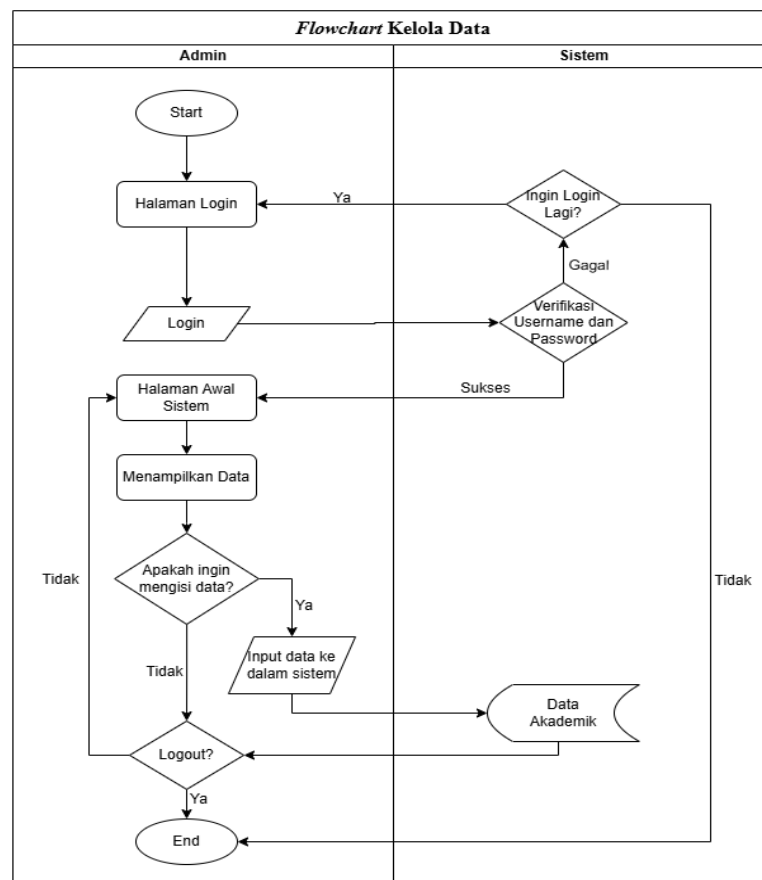 Flowchart Kelola Data
Admin
Sistem
Start
Halaman Login
Ya
Ingin Login
Lagi?
Gagal
Login
Verifikasi
Username dan
Password
Sukses
Halaman Awal
Sistem
Menampilkan Data
Apakah ingin
mengisi data?
Tidak
Tidak
Ya
Input data ke
dalam sistem
Tidak
Data
Akademik
Logout?
Ya
End